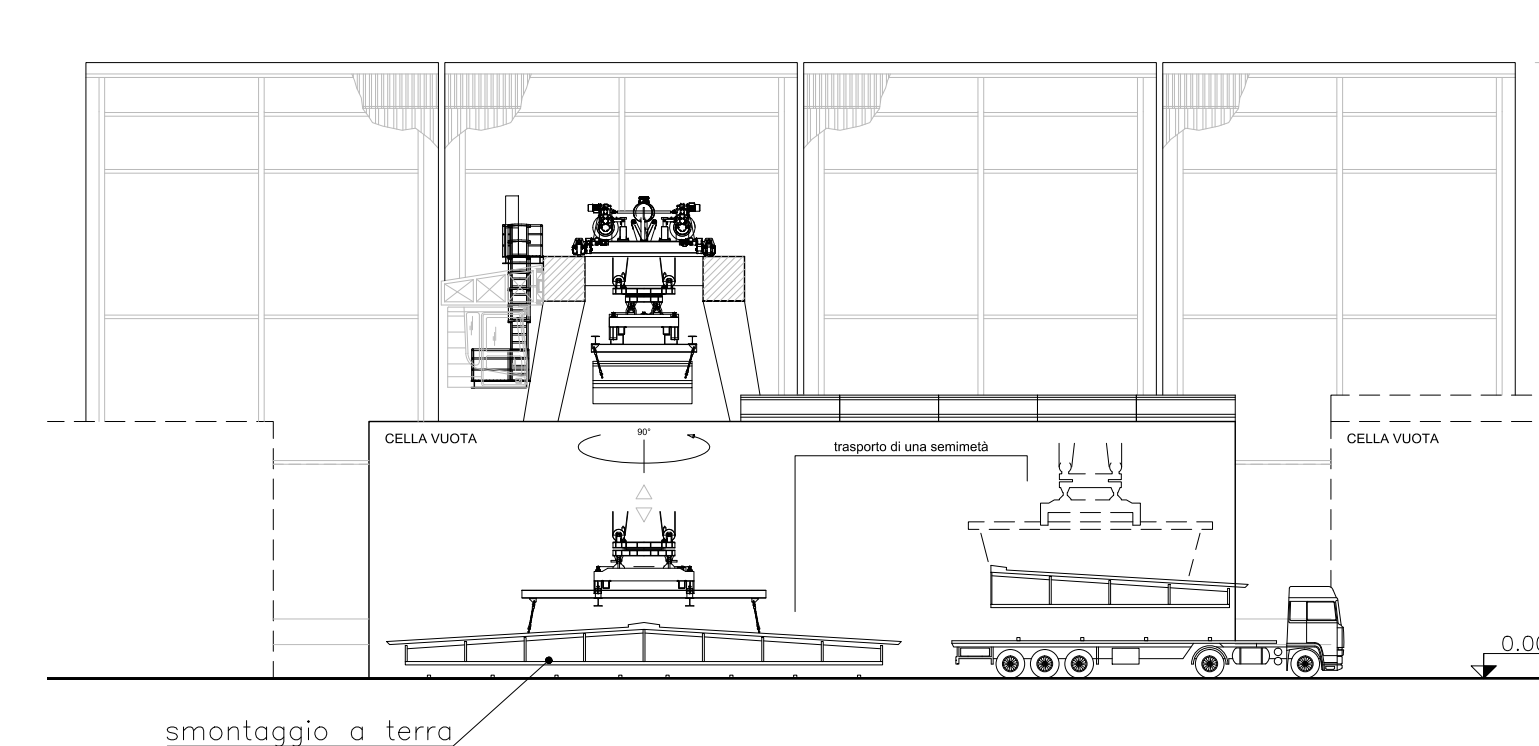 CELLA VUOTA
90°
trasporto di una semimetà
CELLA VUOTA
smontaggio a terra